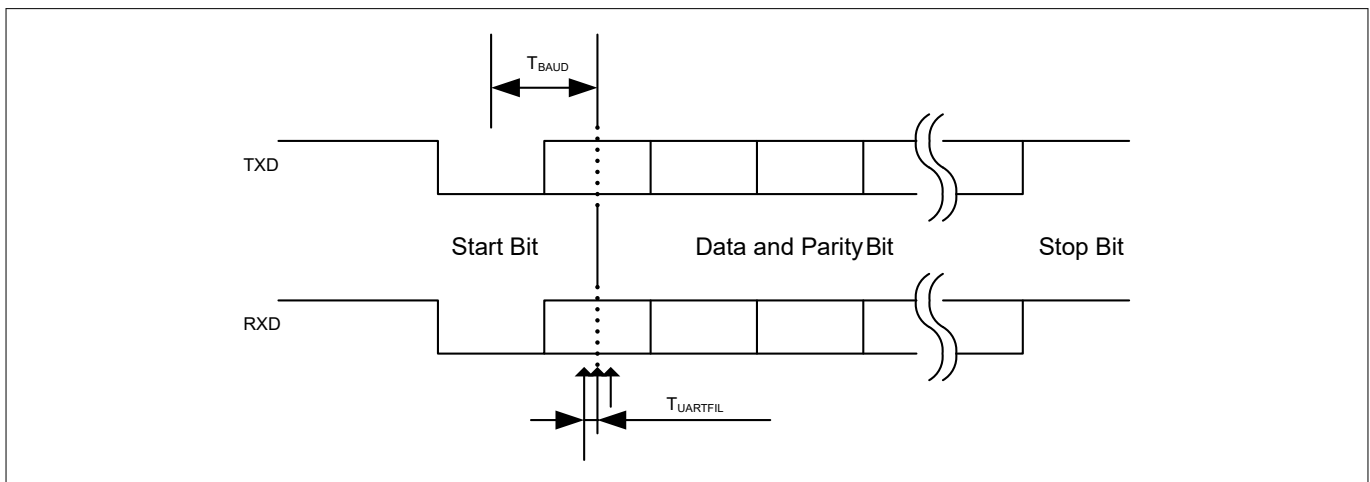 TBAUD
TXD
Start Bit
Data and Parity Bit
Stop Bit
RXD
TUARTFIL